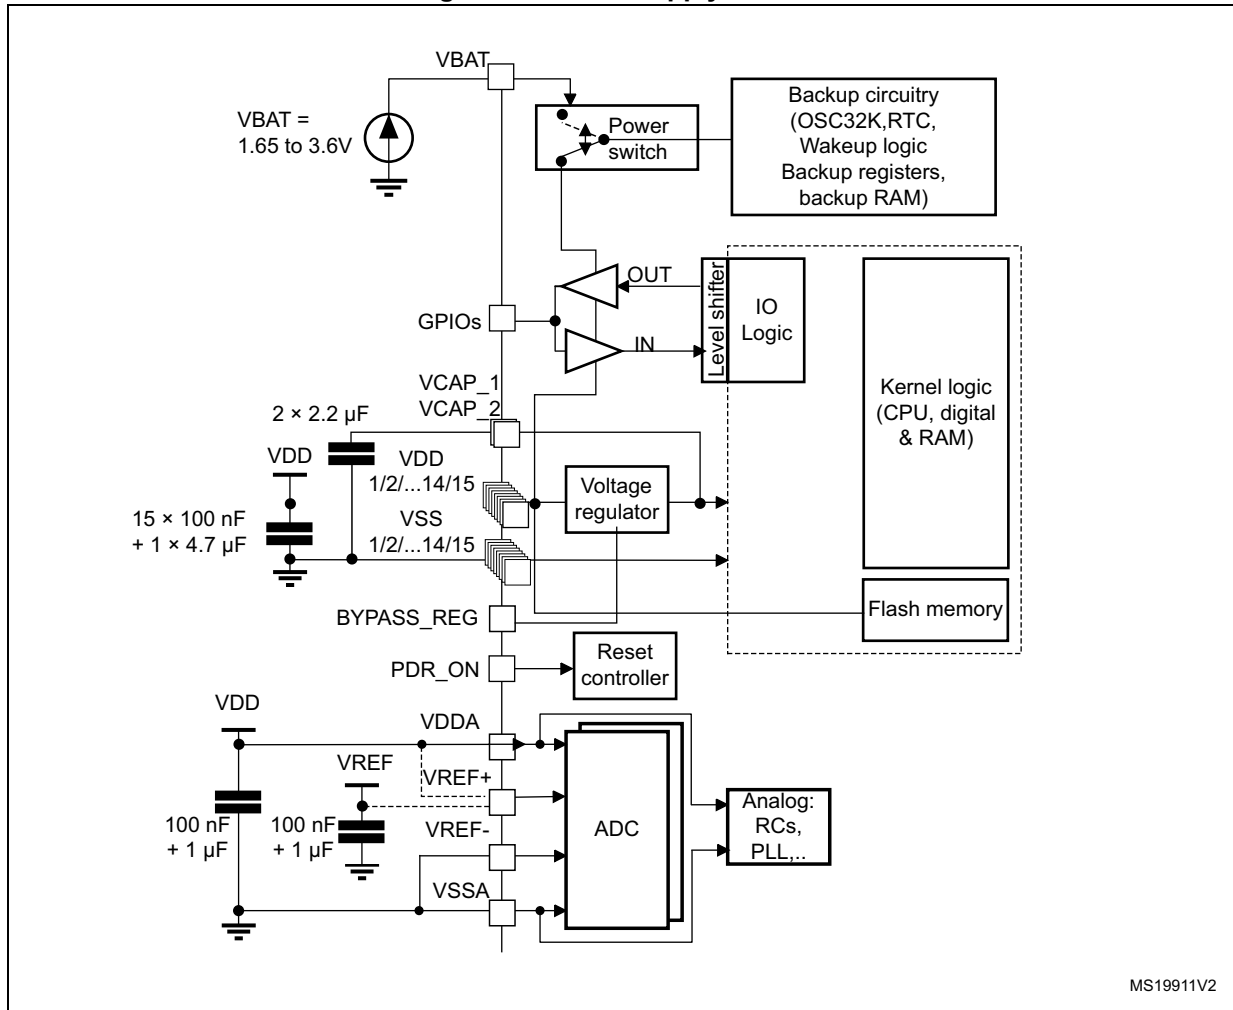 VBAT
VBAT =
1.65 to 3.6V
Power
switch
Backup circuitry
(OSC32K,RTC,
Wakeup logic
Backup registers,
backup RAM)
OUT
Level shifter
IO
Logic
GPIOs
IN
Kernel logic
(CPU, digital
& RAM)
VCAP_1
VCAP_2
2 × 2.2 µF
VDD
VDD
1/2/...14/15
Voltage
regulator
15 × 100 nF
+ 1 × 4.7 µF
VSS
1/2/...14/15
Flash memory
BYPASS_REG
PDR_ON
Reset
controller
VDD
VDDA
VREF
VREF+
100 nF
+ 1 µF
100 nF
+ 1 µF
VREF-
ADC
Analog:
RCs,
PLL,..
VSSA
MS19911V2